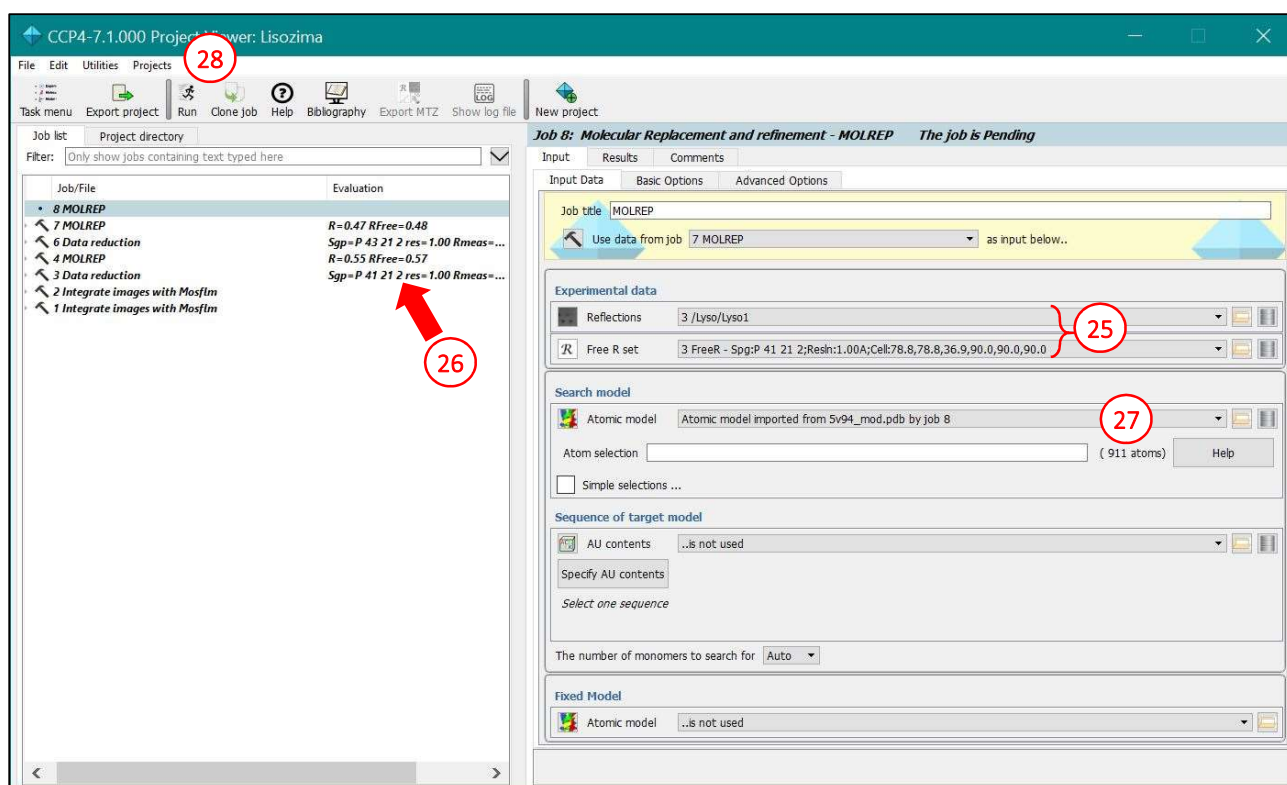 CCP4-7.1.000 Project Viewer: Lisozima
File Edit Utilities Projects
28
Task menu Export project Run Clone job Help Bibliography Export MTZ Show log file New project
Job list Project directory
Filter: Only show jobs containing text typed here
Job/File Evaluation
8 MOLREP
7 MOLREP R=0.47 RFree=0.48
6 Data reduction Sgp=P 43 21 2 res=1.00 Rmeas=...
4 MOLREP R=0.55 RFree=0.57
3 Data reduction Sgp=P 41 21 2 res=1.00 Rmeas=...
2 Integrate images with Mosflm
1 Integrate images with Mosflm
26
Job 8: Molecular Replacement and refinement - MOLREP The job is Pending
Input Results Comments
Input Data Basic Options Advanced Options
Job title MOLREP
Use data from job 7 MOLREP as input below..
Experimental data
Reflections 3 /Lyso/Lyso1
25
R Free R set 3 FreeR - Spg:P 41 21 2;Resln:1.00A;Cell:78.8,78.8,36.9,90.0,90.0,90.0
Search model
Atomic model Atomic model imported from 5v94_mod.pdb by job 8
27
Atom selection ( 911 atoms) Help
Simple selections ...
Sequence of target model
AU contents ..is not used
Specify AU contents
Select one sequence
The number of monomers to search for Auto
Fixed Model
Atomic model ..is not used